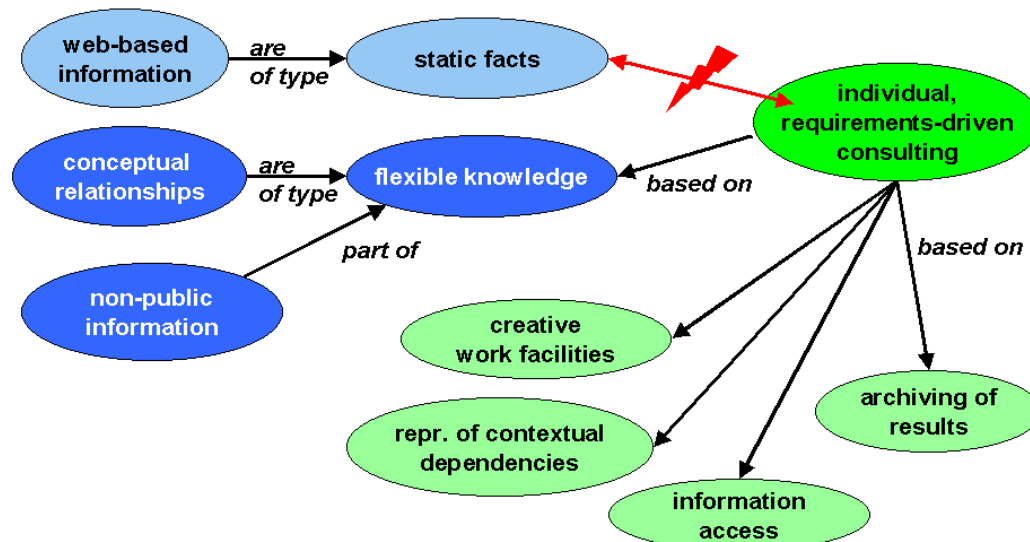 web-based
information
are
of type
static facts
individual,
requirements-driven
consulting
conceptual
relationships
are
of type
flexible knowledge
based on
part of
non-public
information
based on
creative
work facilities
archiving of
results
repr. of contextual
dependencies
information
access